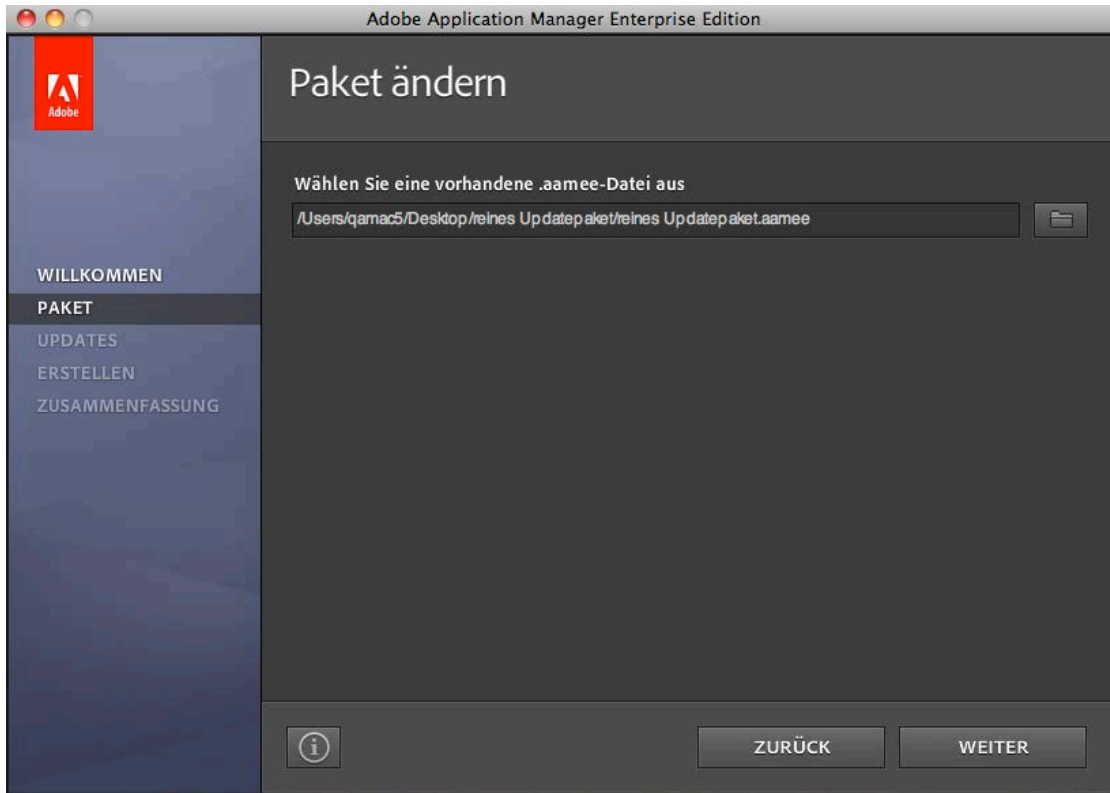 Adobe Application Manager Enterprise Edition
Adobe
Paket ändern
Wählen Sie eine vorhandene .aamee-Datei aus
/Users/qamac5/Desktop/reines Updatepaket/reines Updatepaket.aamee
WILLKOMMEN
PAKET
UPDATES
ERSTELLEN
ZUSAMMENFASSUNG
ZURÜCK
WEITER